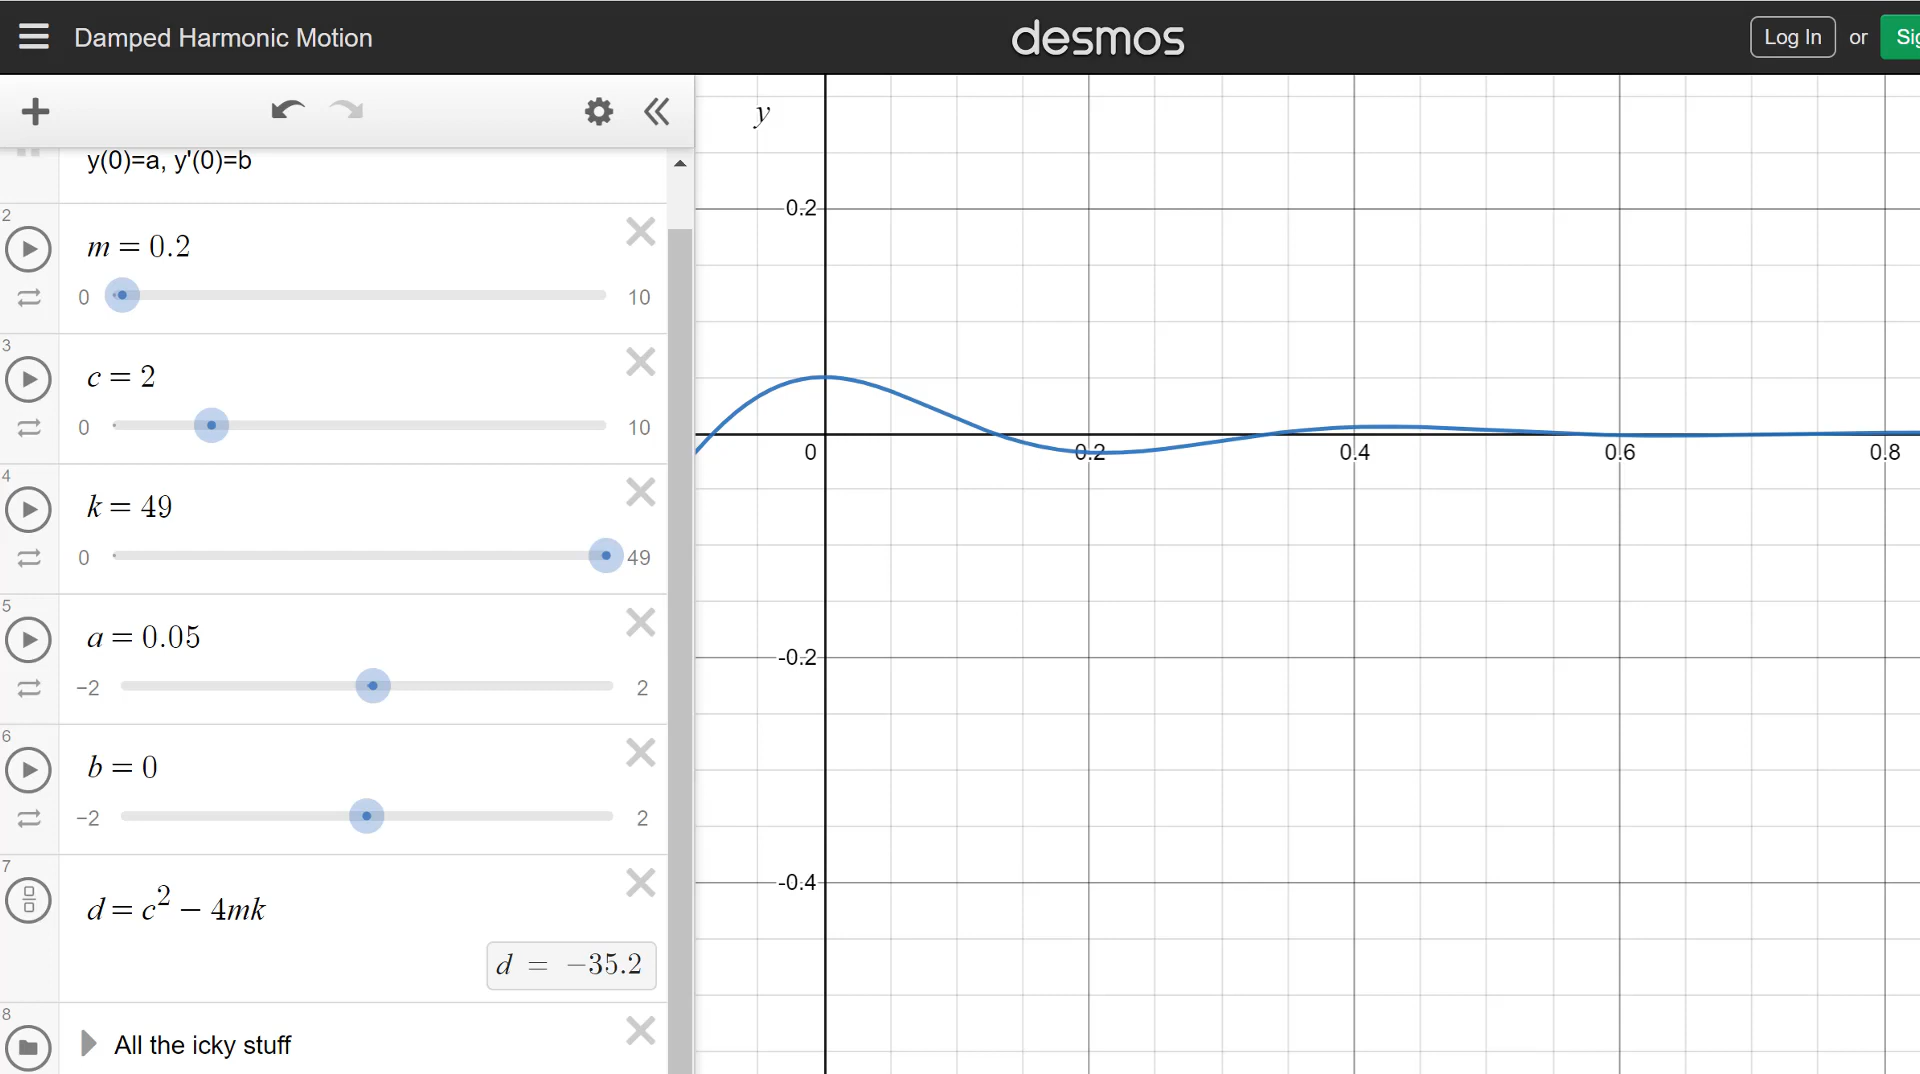 Damped Harmonic Motion
desmos
Log In or Sig
y(0)=a, y'(0)=b
2
m = 0.2
0 10
3
c = 2
0 10
4
k = 49
0 49
5
a = 0.05
−2 2
6
b = 0
−2 2
7
d = c² − 4mk
d = −35.2
8
All the icky stuff
y
0.2
0 0.2 0.4 0.6 0.8
-0.2
-0.4